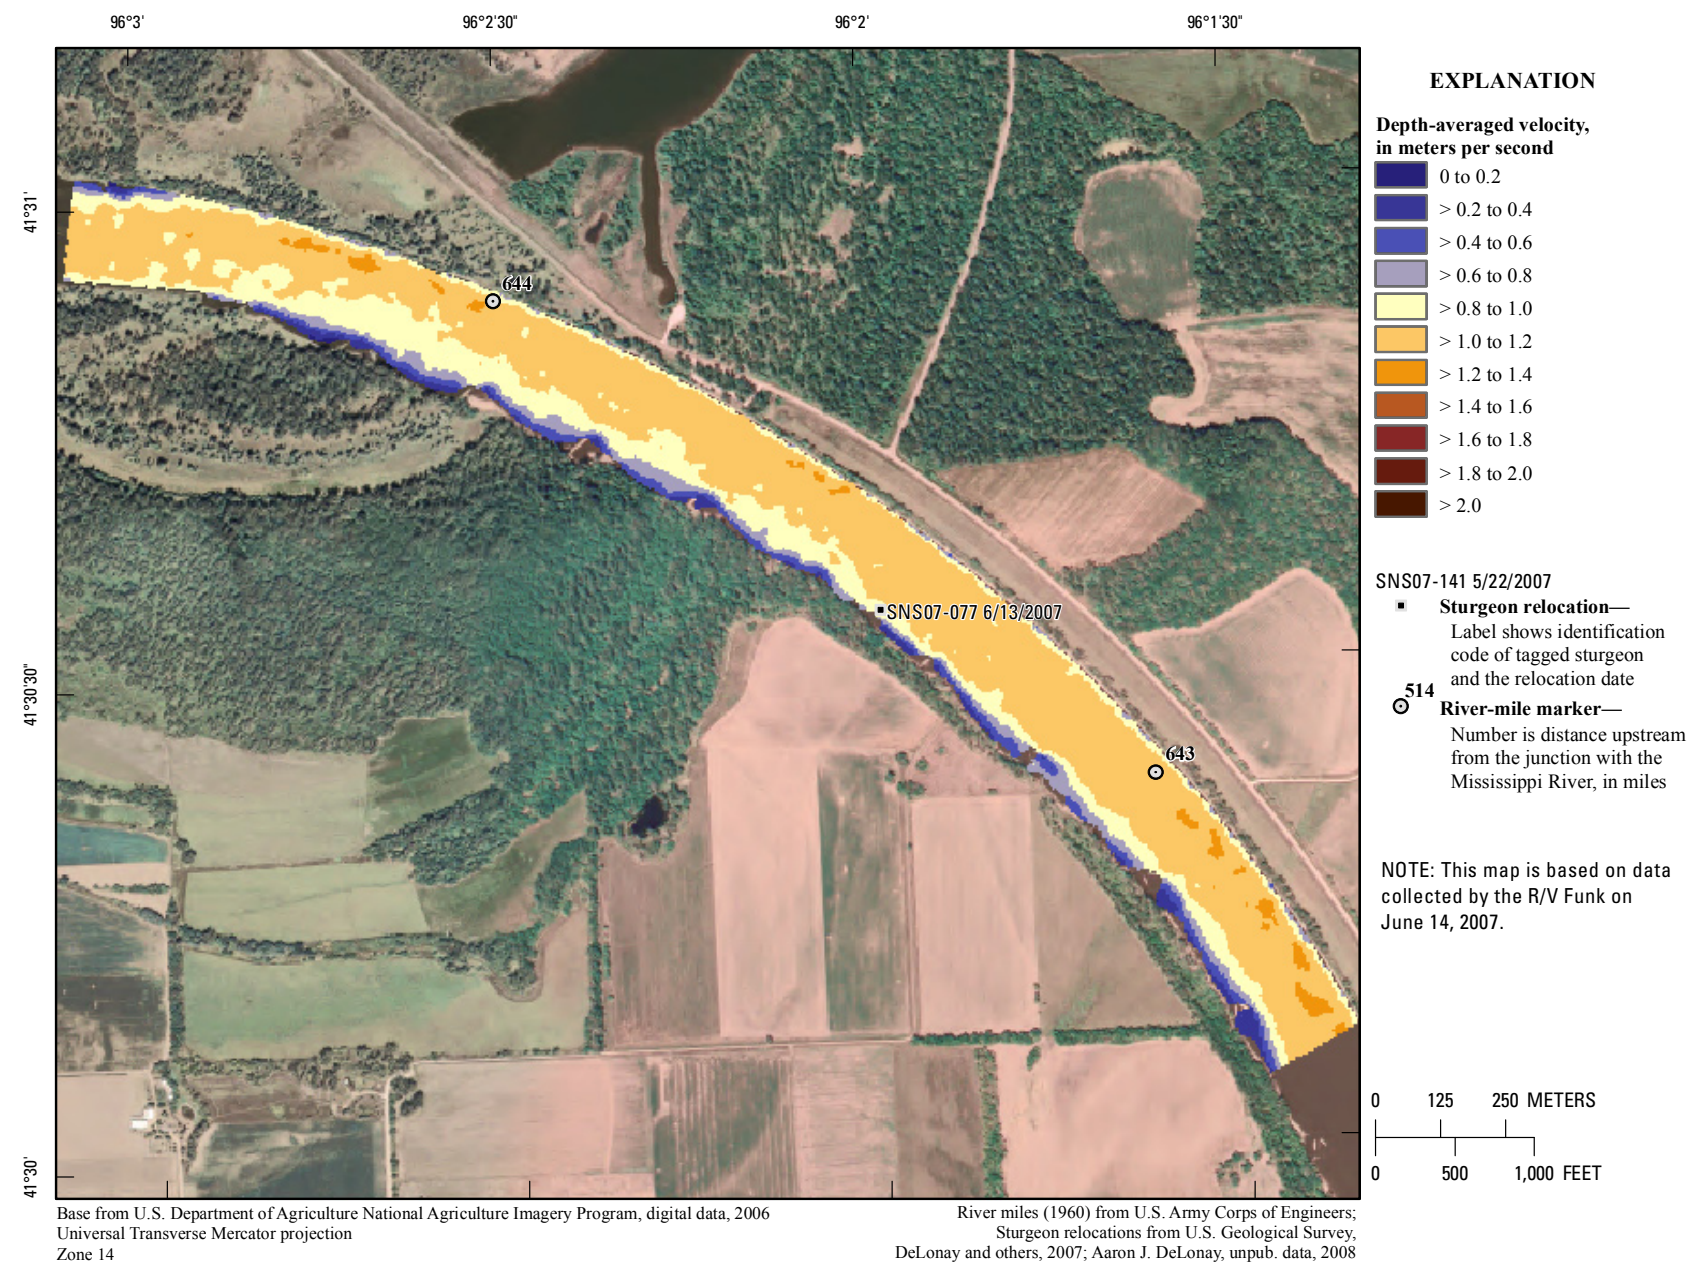 96°3'
96°2'30"
96°2'
96°1'30"
41°31'
41°30'30"
41°30'
644
SNS07-077 6/13/2007
643
EXPLANATION
Depth-averaged velocity,
in meters per second
0 to 0.2
> 0.2 to 0.4
> 0.4 to 0.6
> 0.6 to 0.8
> 0.8 to 1.0
> 1.0 to 1.2
> 1.2 to 1.4
> 1.4 to 1.6
> 1.6 to 1.8
> 1.8 to 2.0
> 2.0
SNS07-141 5/22/2007
Sturgeon relocation—
Label shows identification
code of tagged sturgeon
and the relocation date
514
River-mile marker—
Number is distance upstream
from the junction with the
Mississippi River, in miles
NOTE: This map is based on data
collected by the R/V Funk on
June 14, 2007.
0 125 250 METERS
0 500 1,000 FEET
Base from U.S. Department of Agriculture National Agriculture Imagery Program, digital data, 2006
Universal Transverse Mercator projection
Zone 14
River miles (1960) from U.S. Army Corps of Engineers;
Sturgeon relocations from U.S. Geological Survey,
DeLonay and others, 2007; Aaron J. DeLonay, unpub. data, 2008